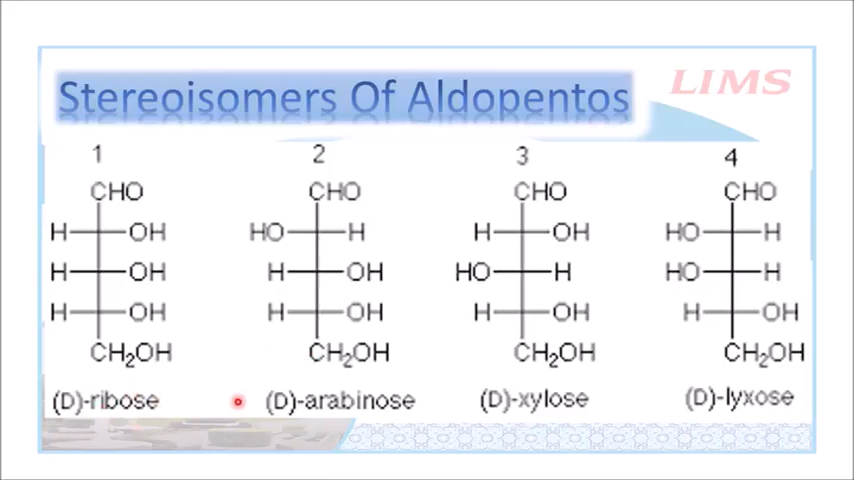 Stereoisomers Of Aldopentos
LIMS
1 2 3 4
CHO CHO CHO CHO
H OH HO H H OH HO H
H OH H OH HO H HO H
H OH H OH H OH H OH
CH₂OH CH₂OH CH₂OH CH₂OH
(D)-ribose (D)-arabinose (D)-xylose (D)-lyxose